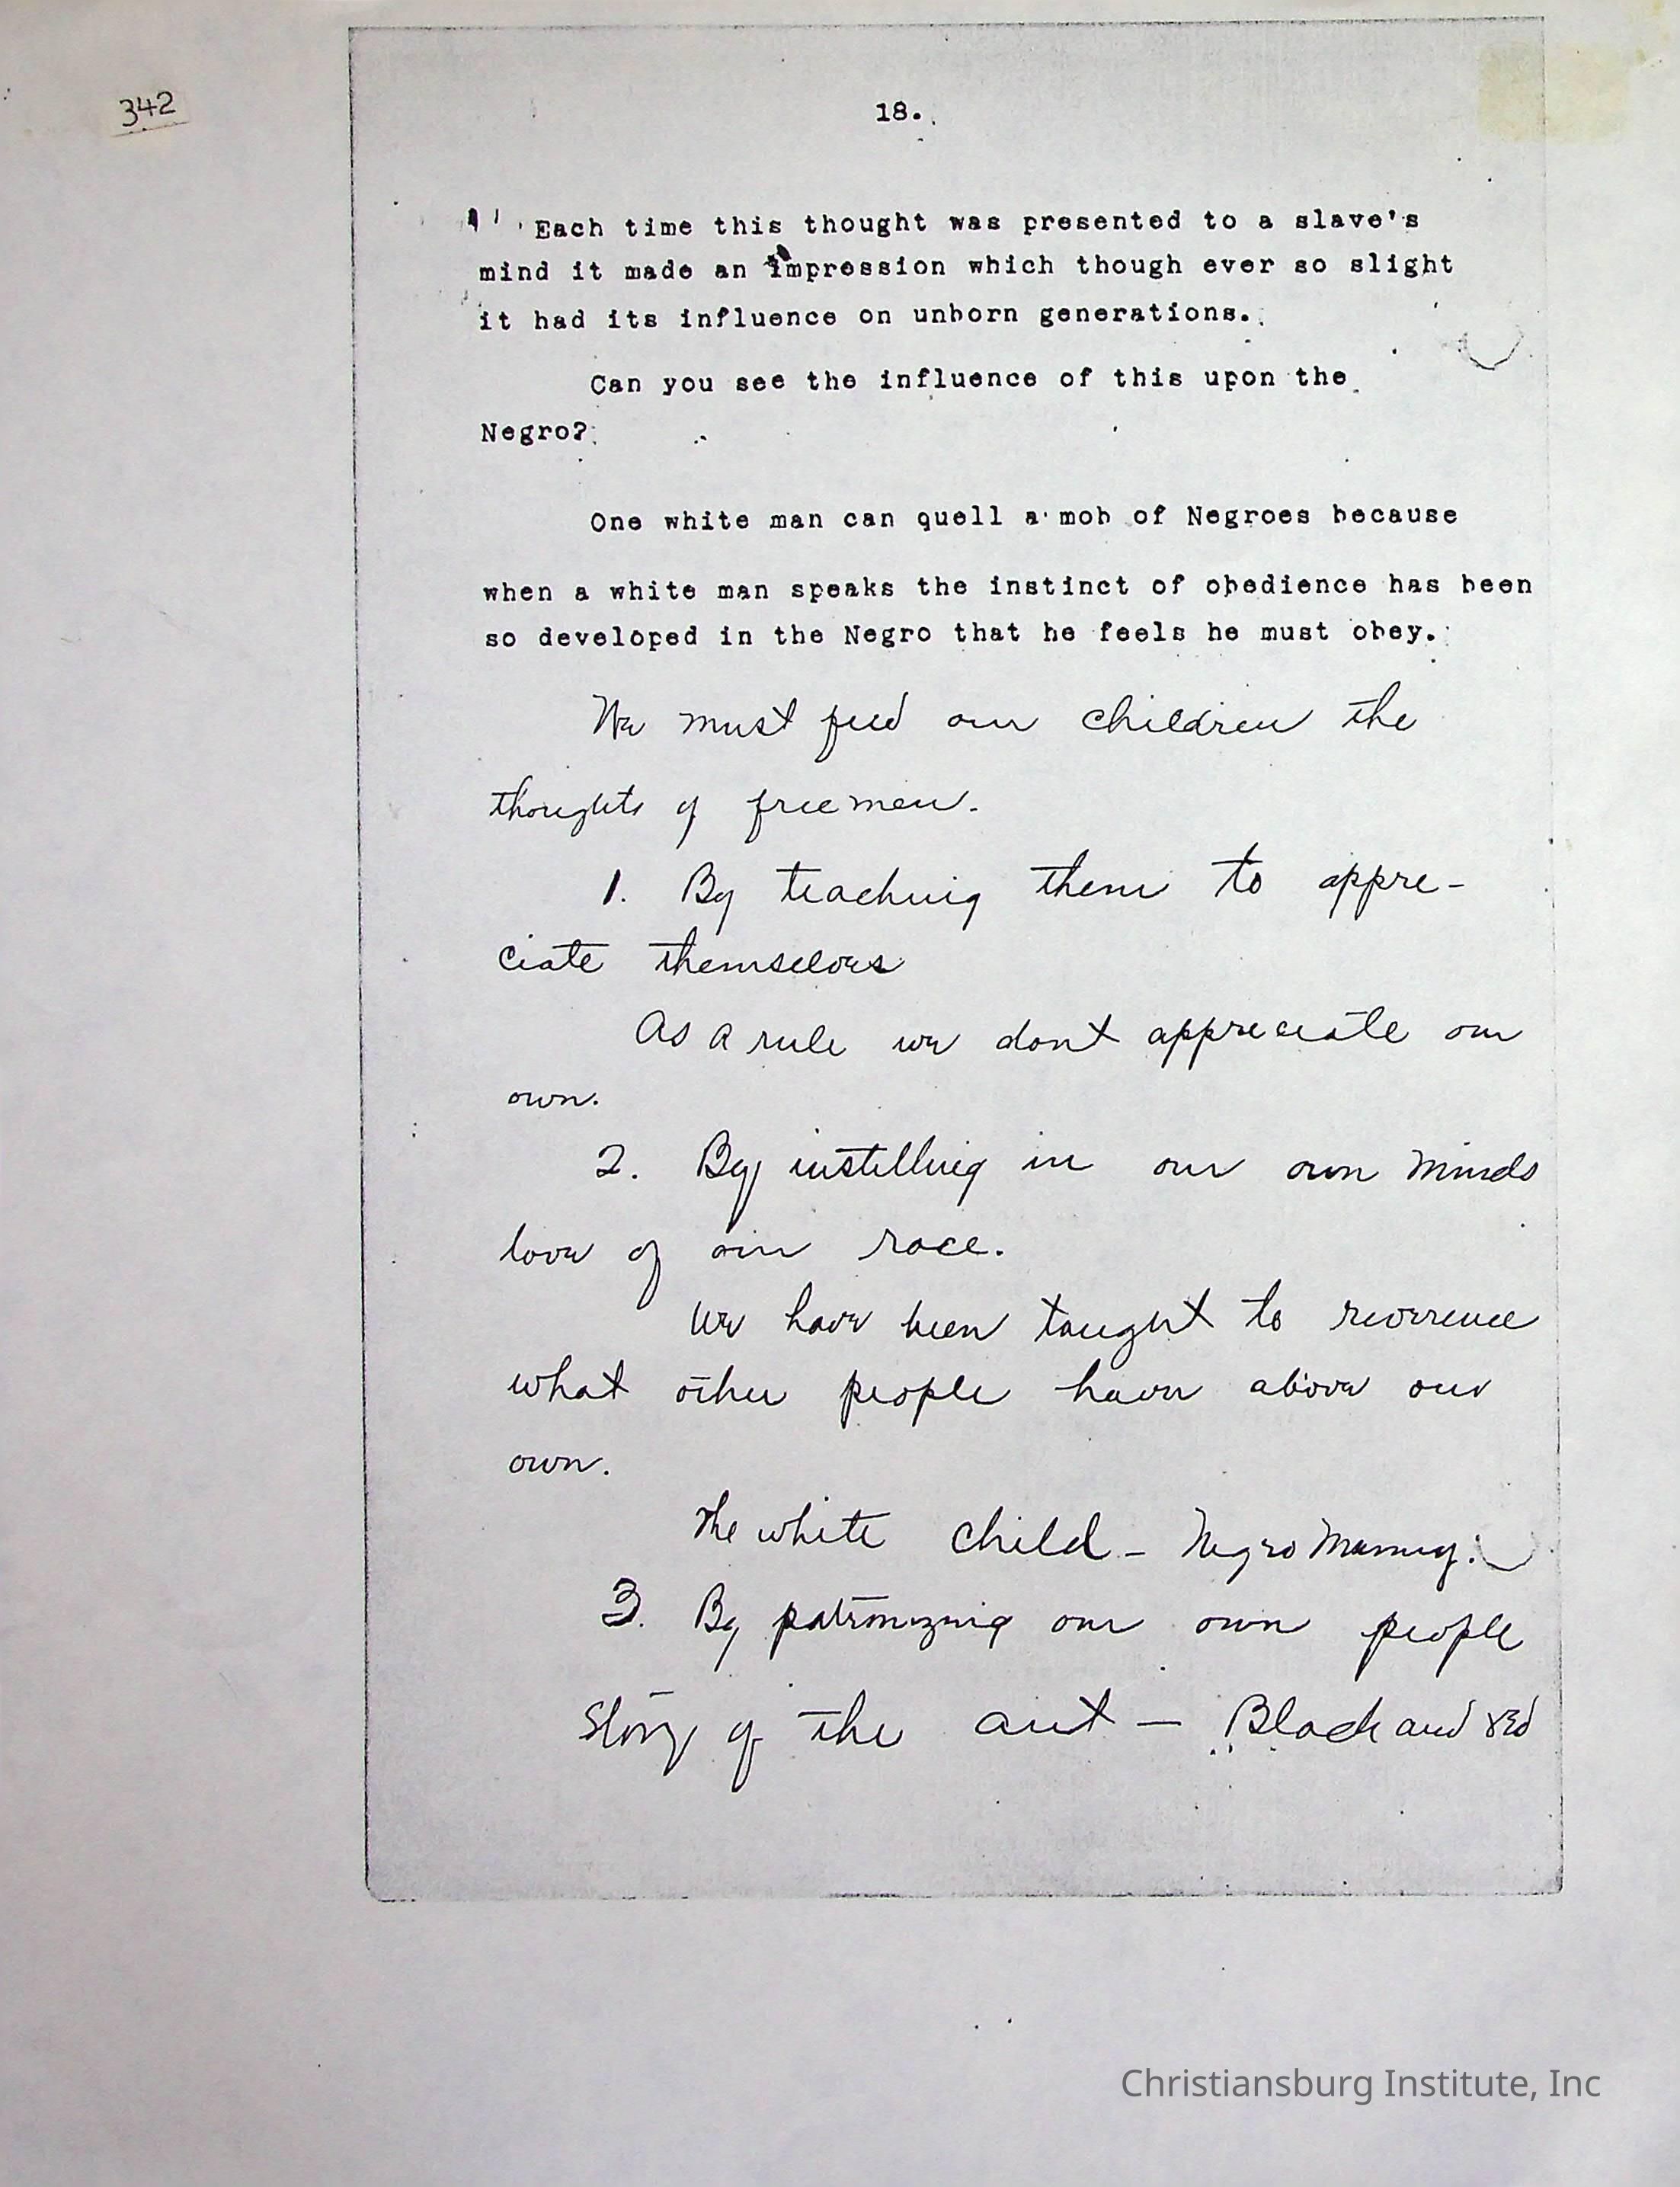 342
18.
Each time this thought was presented to a slave's
mind it made an impression which though ever so slight
it had its influence on unborn generations.
Can you see the influence of this upon the
Negro?
One white man can quell a mob of Negroes because
when a white man speaks the instinct of obedience has been
so developed in the Negro that he feels he must obey.
We must feed our children the
thoughts of free men.
1. By teaching them to appre-
ciate themselves
As a rule we dont appreciate our
own.
2. By instilling in our own minds
love of our race.
We have been taught to reverence
what other people have above our
own.
The white child - Negro Mammy.
3. By patronizing our own people
Story of the ant — Black and red
Christiansburg Institute, Inc